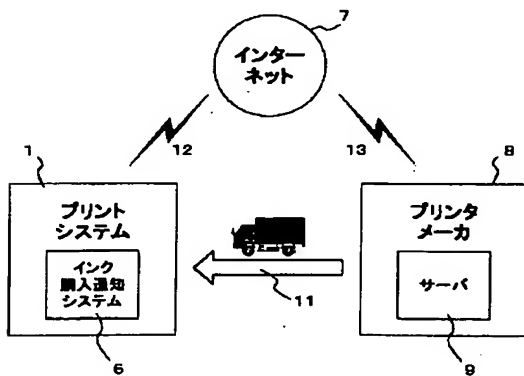 7
インター
ネット
12
13
1
8
プリント
システム
プリンタ
メーカ
インク
購入通知
システム
サーバ
11
6
9